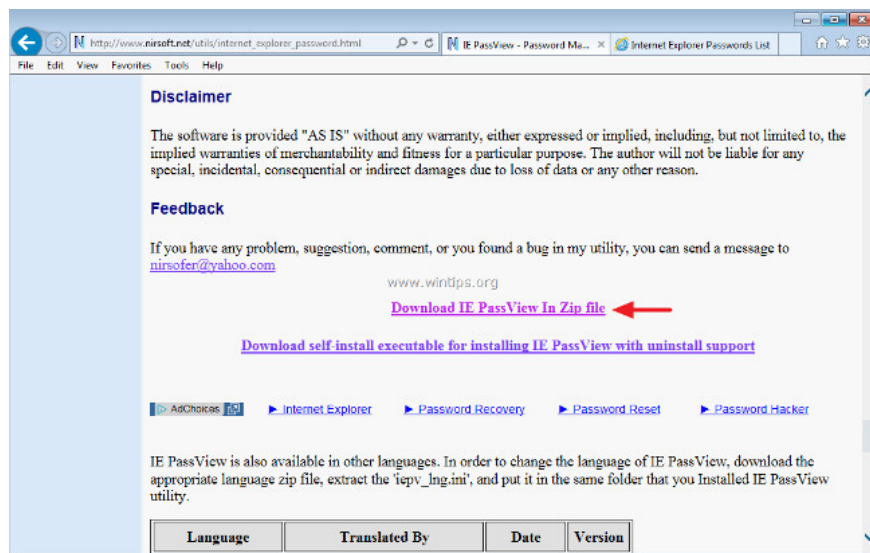 http://www.nirsoft.net/utils/internet_explorer_password.html
IE PassView - Password Ma...
Internet Explorer Passwords List
File Edit View Favorites Tools Help
Disclaimer
The software is provided "AS IS" without any warranty, either expressed or implied, including, but not limited to, the
implied warranties of merchantability and fitness for a particular purpose. The author will not be liable for any
special, incidental, consequential or indirect damages due to loss of data or any other reason.
Feedback
If you have any problem, suggestion, comment, or you found a bug in my utility, you can send a message to
nirsofer@yahoo.com
www.wintips.org
Download IE PassView In Zip file
Download self-install executable for installing IE PassView with uninstall support
AdChoices Internet Explorer Password Recovery Password Reset Password Hacker
IE PassView is also available in other languages. In order to change the language of IE PassView, download the
appropriate language zip file, extract the 'iepv_lng.ini', and put it in the same folder that you Installed IE PassView
utility.
Language Translated By Date Version